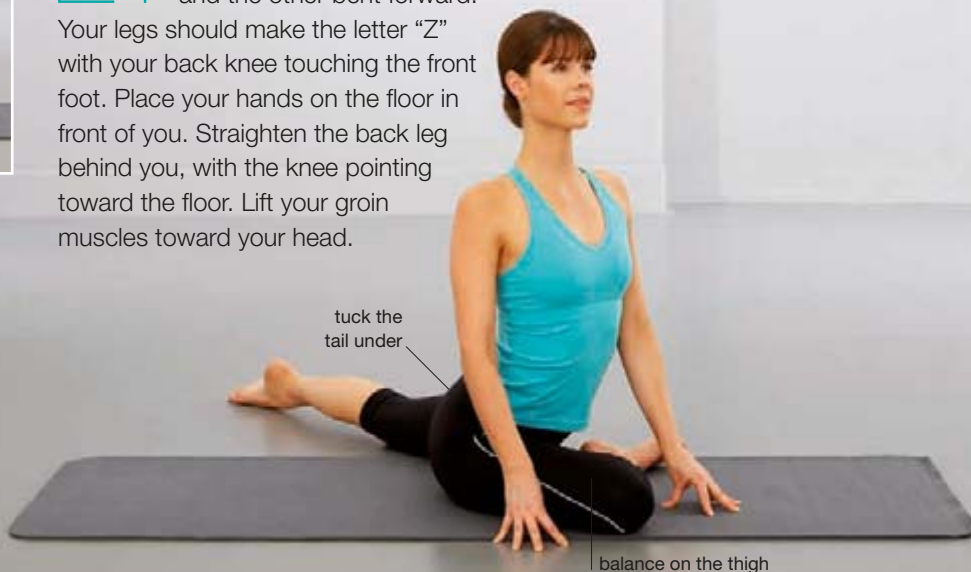 and the other bent forward.
Your legs should make the letter “Z”
with your back knee touching the front
foot. Place your hands on the floor in
front of you. Straighten the back leg
behind you, with the knee pointing
toward the floor. Lift your groin
muscles toward your head.
tuck the
tail under
balance on the thigh